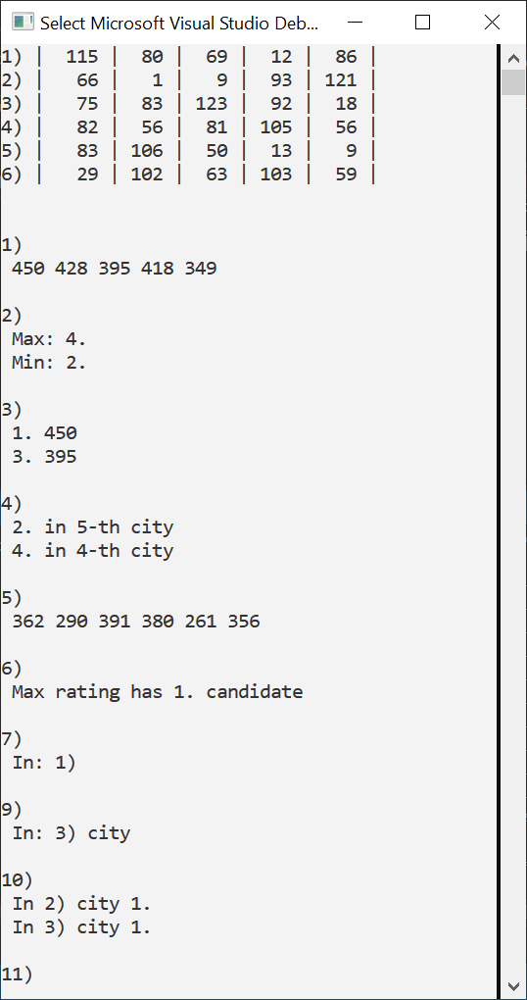 Select Microsoft Visual Studio Deb...
1) | 115 | 80 | 69 | 12 | 86 |
2) | 66 | 1 | 9 | 93 | 121 |
3) | 75 | 83 | 123 | 92 | 18 |
4) | 82 | 56 | 81 | 105 | 56 |
5) | 83 | 106 | 50 | 13 | 9 |
6) | 29 | 102 | 63 | 103 | 59 |
1)
450 428 395 418 349
2)
Max: 4.
Min: 2.
3)
1. 450
3. 395
4)
2. in 5-th city
4. in 4-th city
5)
362 290 391 380 261 356
6)
Max rating has 1. candidate
7)
In: 1)
9)
In: 3) city
10)
In 2) city 1.
In 3) city 1.
11)